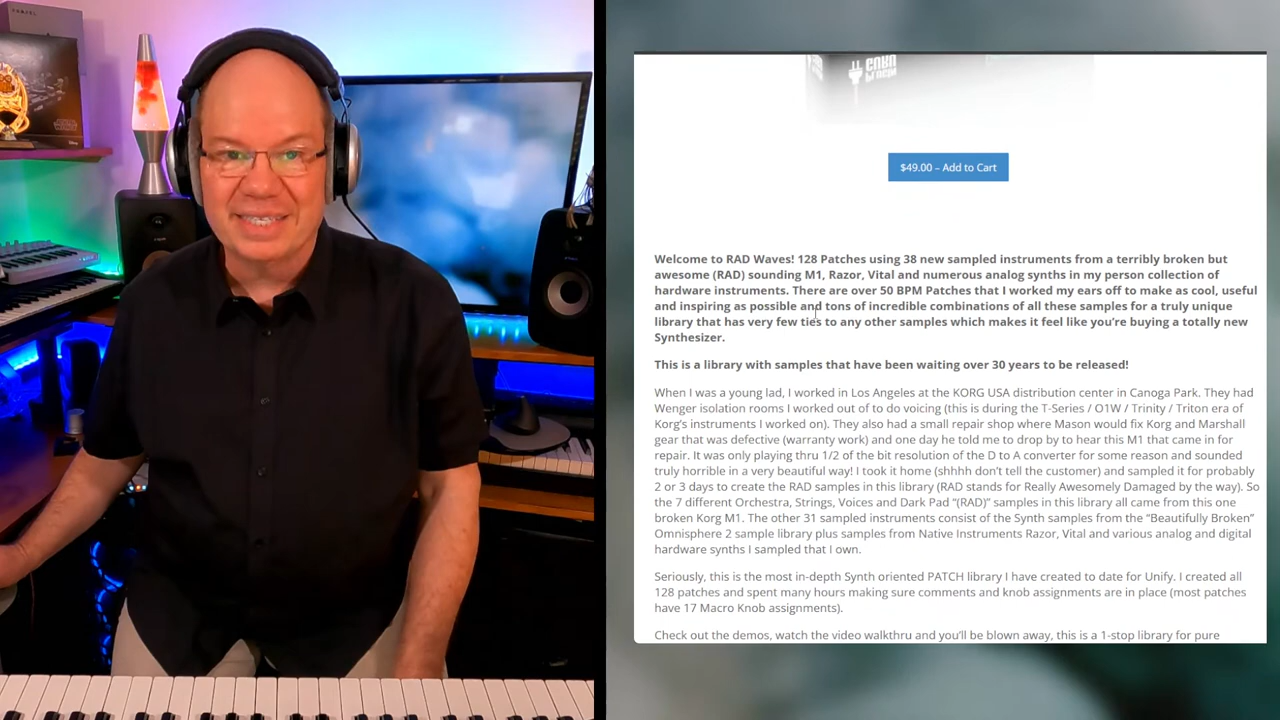 $49.00 – Add to Cart
Welcome to RAD Waves! 128 Patches using 38 new sampled instruments from a terribly broken but
awesome (RAD) sounding M1, Razor, Vital and numerous analog synths in my person collection of
hardware instruments. There are over 50 BPM Patches that I worked my ears off to make as cool, useful
and inspiring as possible and tons of incredible combinations of all these samples for a truly unique
library that has very few ties to any other samples which makes it feel like you’re buying a totally new
Synthesizer.
This is a library with samples that have been waiting over 30 years to be released!
When I was a young lad, I worked in Los Angeles at the KORG USA distribution center in Canoga Park. They had
Wenger isolation rooms I worked out of to do voicing (this is during the T-Series / O1W / Trinity / Triton era of
Korg’s instruments I worked on). They also had a small repair shop where Mason would fix Korg and Marshall
gear that was defective (warranty work) and one day he told me to drop by to hear this M1 that came in for
repair. It was only playing thru 1/2 of the bit resolution of the D to A converter for some reason and sounded
truly horrible in a very beautiful way! I took it home (shhhh don’t tell the customer) and sampled it for probably
2 or 3 days to create the RAD samples in this library (RAD stands for Really Awesomely Damaged by the way). So
the 7 different Orchestra, Strings, Voices and Dark Pad “(RAD)” samples in this library all came from this one
broken Korg M1. The other 31 sampled instruments consist of the Synth samples from the “Beautifully Broken”
Omnisphere 2 sample library plus samples from Native Instruments Razor, Vital and various analog and digital
hardware synths I sampled that I own.
Seriously, this is the most in-depth Synth oriented PATCH library I have created to date for Unify. I created all
128 patches and spent many hours making sure comments and knob assignments are in place (most patches
have 17 Macro Knob assignments).
Check out the demos, watch the video walkthru and you’ll be blown away, this is a 1-stop library for pure